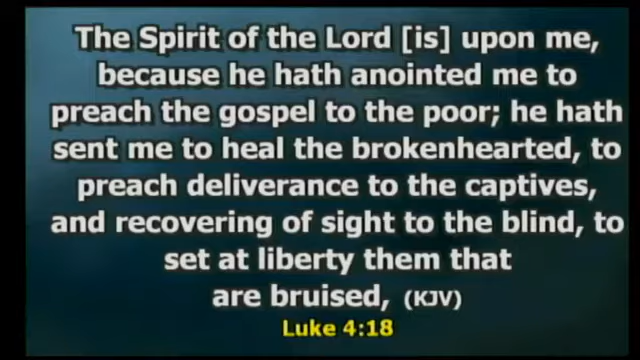 The Spirit of the Lord [is] upon me,
because he hath anointed me to
preach the gospel to the poor; he hath
sent me to heal the brokenhearted, to
preach deliverance to the captives,
and recovering of sight to the blind, to
set at liberty them that
are bruised, (KJV)
Luke 4:18